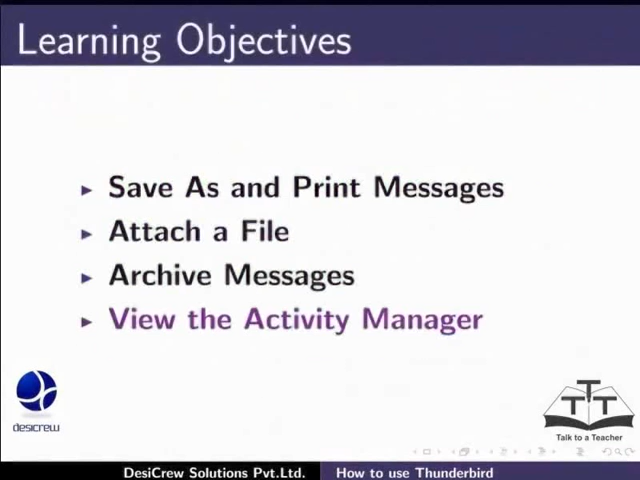 Learning Objectives
Save As and Print Messages
Attach a File
Archive Messages
View the Activity Manager
desicrew
T
T T
Talk to a Teacher
DesiCrew Solutions Pvt.Ltd. How to use Thunderbird